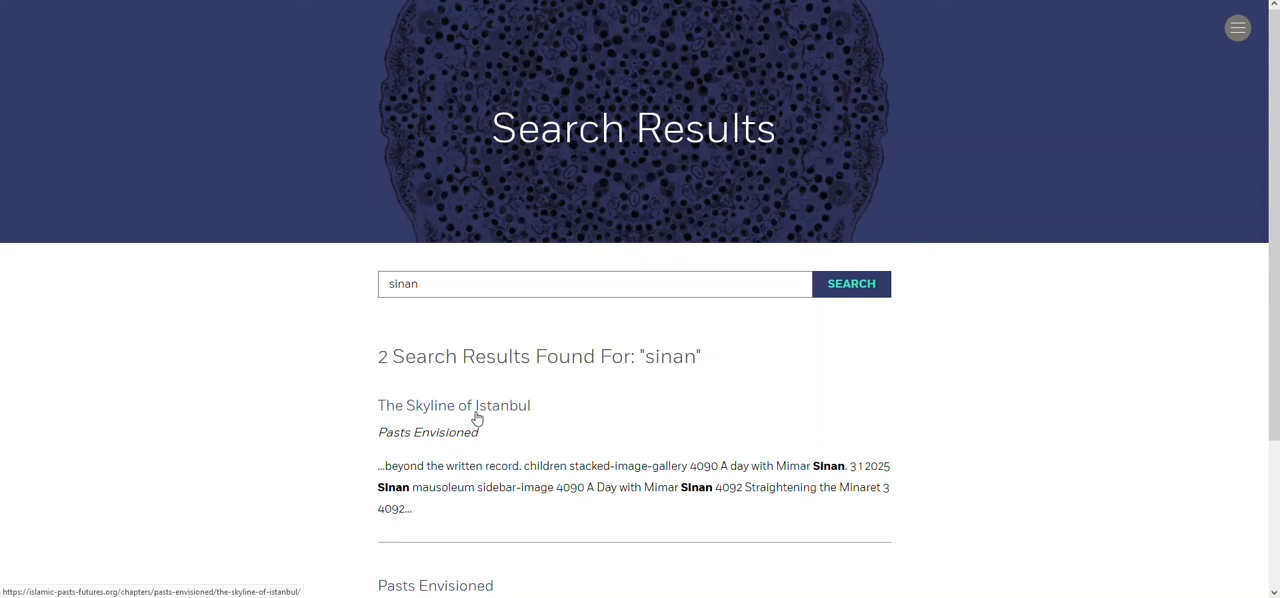 Search Results
sinan
SEARCH
2 Search Results Found For: "sinan"
The Skyline of Istanbul
Pasts Envisioned
...beyond the written record. children stacked-image-gallery 4090 A day with Mimar Sinan. 3 1 2025
Sinan mausoleum sidebar-image 4090 A Day with Mimar Sinan 4092 Straightening the Minaret 3
4092...
Pasts Envisioned
https://islamic-pasts-futures.org/chapters/pasts-envisioned/the-skyline-of-istanbul/